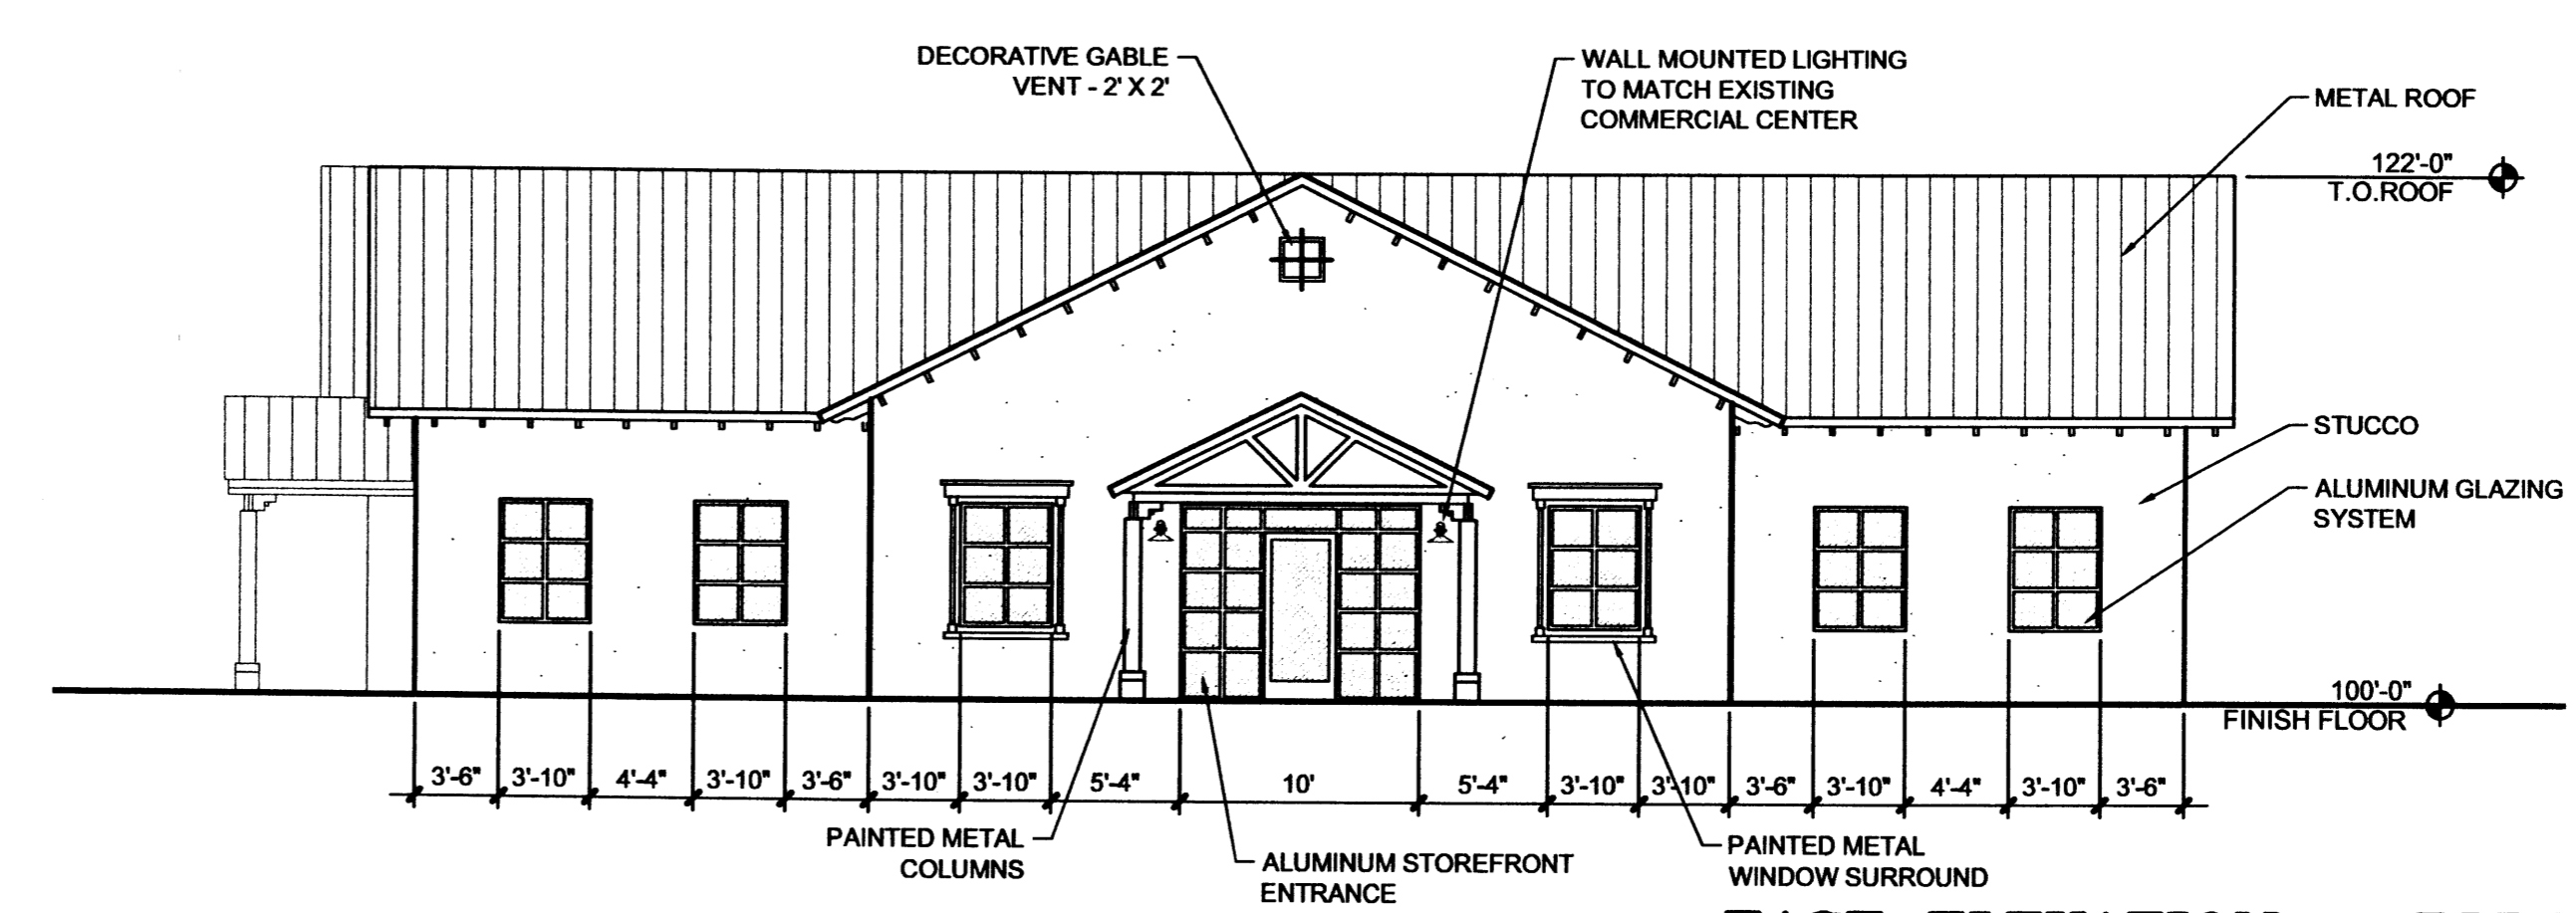 DECORATIVE GABLE
VENT - 2' X 2'
WALL MOUNTED LIGHTING
TO MATCH EXISTING
COMMERCIAL CENTER
METAL ROOF
122'-0"
T.O.ROOF
STUCCO
ALUMINUM GLAZING
SYSTEM
100'-0"
FINISH FLOOR
3'-6" 3'-10" 4'-4" 3'-10" 3'-6" 3'-10" 3'-10" 5'-4" 10' 5'-4" 3'-10" 3'-10" 3'-6" 3'-10" 4'-4" 3'-10" 3'-6"
PAINTED METAL
COLUMNS
ALUMINUM STOREFRONT
ENTRANCE
PAINTED METAL
WINDOW SURROUND